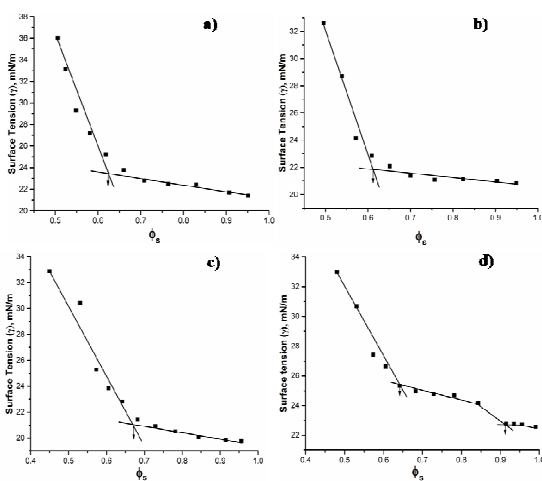 a)
Surface Tension (γ), mN/m
38
36
34
32
30
28
26
24
22
20
0.5 0.6 0.7 0.8 0.9 1.0
ϕs
b)
Surface Tension (γ), mN/m
32
30
28
26
24
22
20
0.5 0.6 0.7 0.8 0.9 1.0
ϕs
c)
Surface Tension (γ), mN/m
34
32
30
28
26
24
22
20
0.4 0.5 0.6 0.7 0.8 0.9 1.0
ϕs
d)
Surface tension (γ), mN/m
34
32
30
28
26
24
22
0.4 0.5 0.6 0.7 0.8 0.9 1.0
ϕs